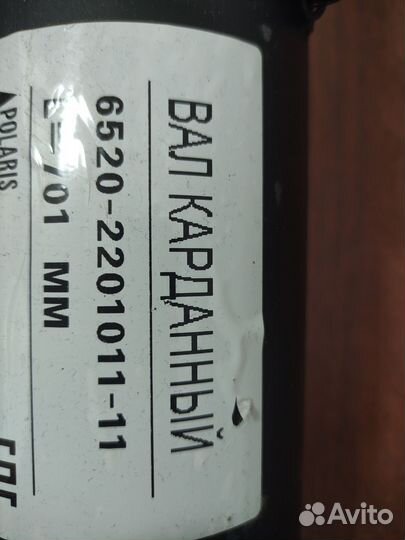 ВАЛ КАРДАННЫЙ
6520-2201011-11
L=701 ММ
POLARIS
Avito